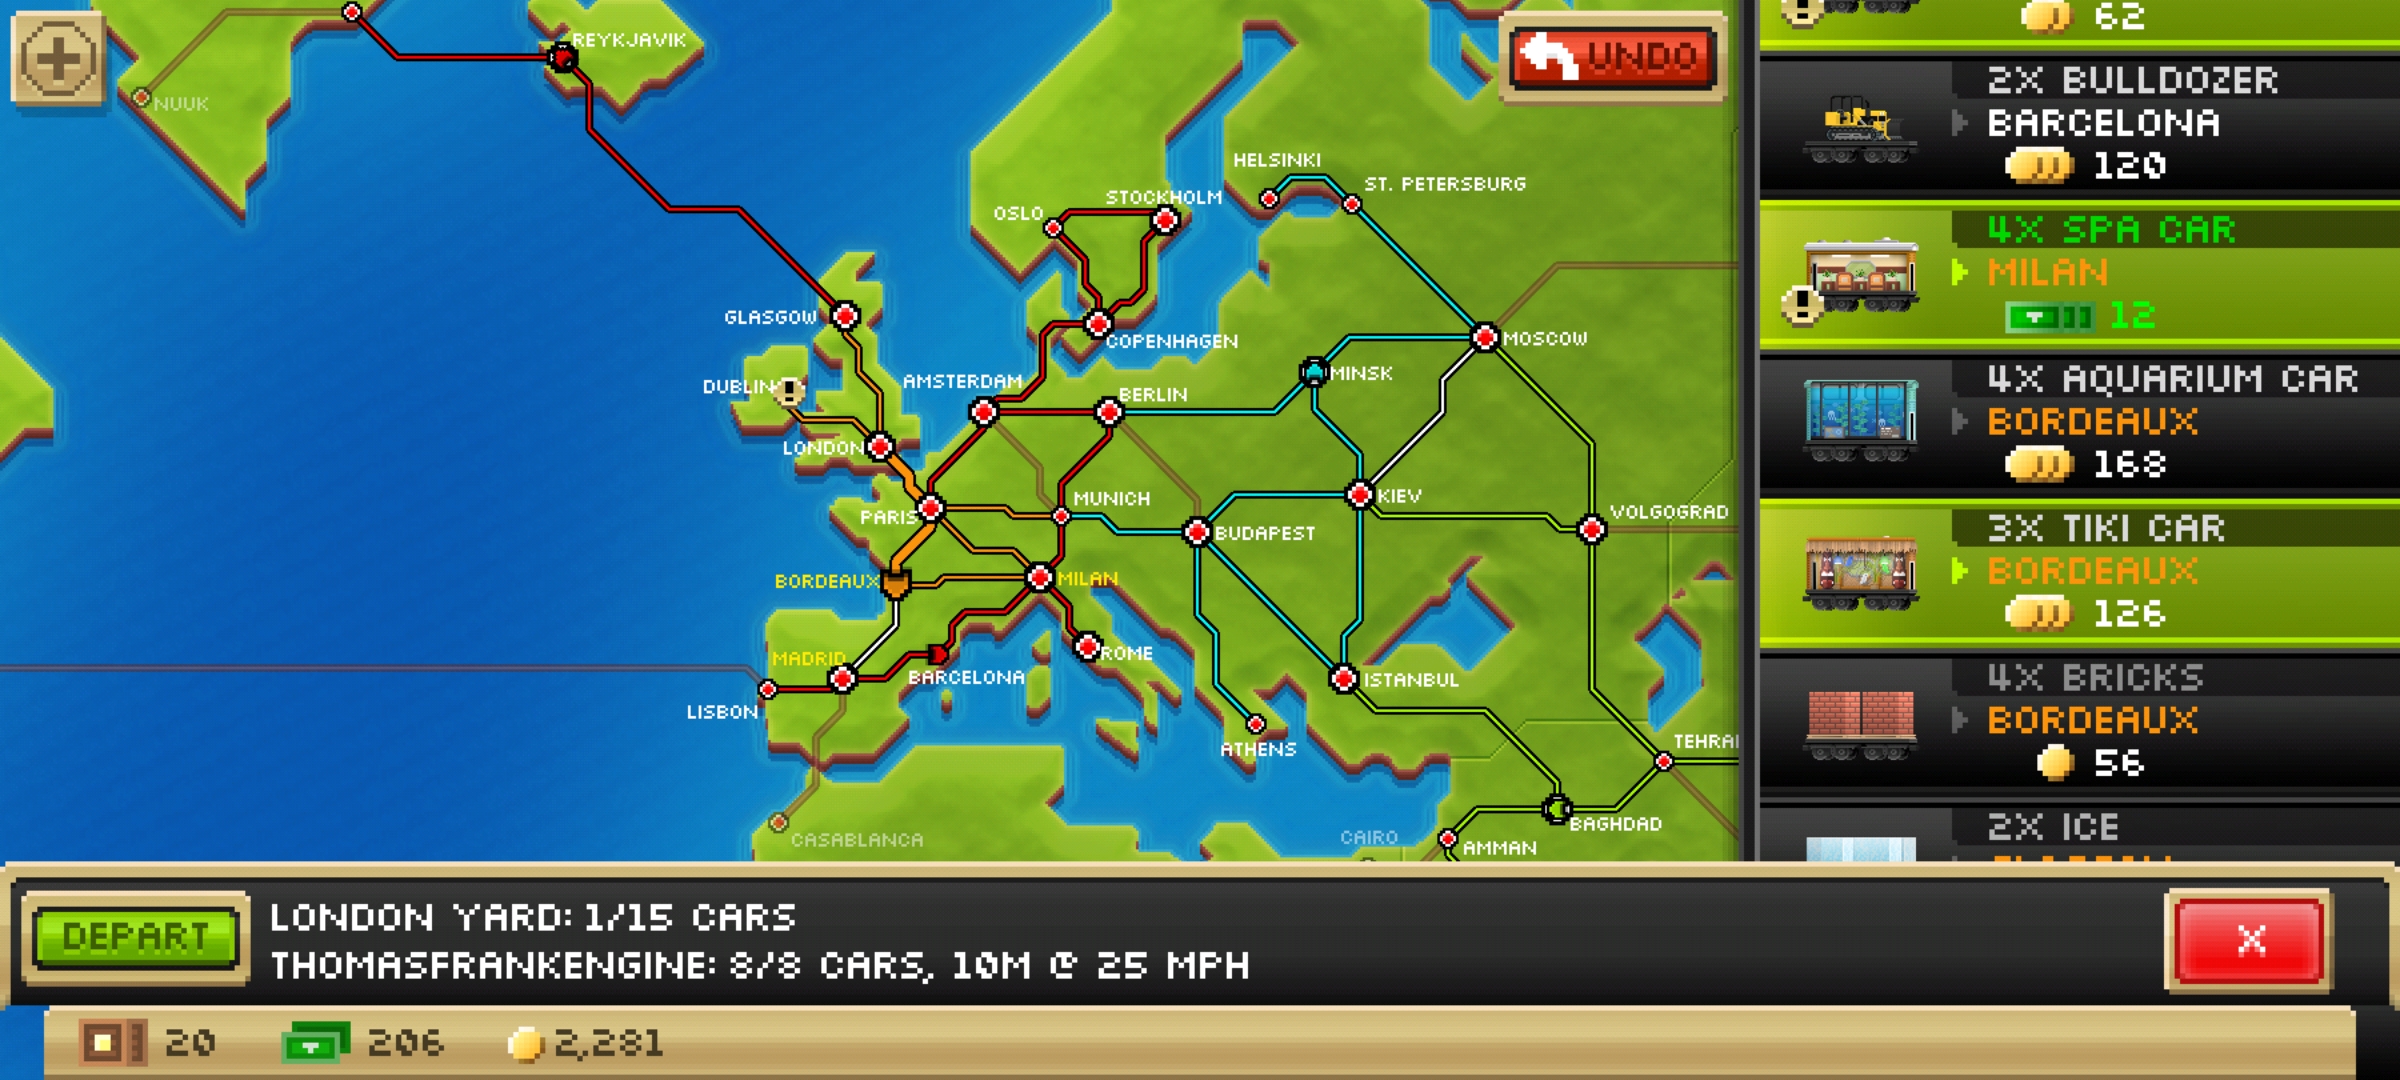 REYKJAVIK
UNDO
62
2X BULLDOZER
BARCELONA
120
NUUK
HELSINKI
ST. PETERSBURG
STOCKHOLM
OSLO
4X SPA CAR
MILAN
12
GLASGOW
COPENHAGEN
MOSCOW
DUBLIN
AMSTERDAM
BERLIN
MINSK
4X AQUARIUM CAR
BORDEAUX
168
LONDON
MUNICH
KIEV
PARIS
BUDAPEST
VOLGOGRAD
3X TIKI CAR
BORDEAUX
126
BORDEAUX
MILAN
MADRID
ROME
BARCELONA
ISTANBUL
LISBON
ATHENS
4X BRICKS
BORDEAUX
56
TEHRA
CASABLANCA
CAIRO
BAGHDAD
AMMAN
2X ICE
DEPART
LONDON YARD: 1/15 CARS
THOMASFRANKENGINE: 8/8 CARS, 10M @ 25 MPH
X
20
206
2,281